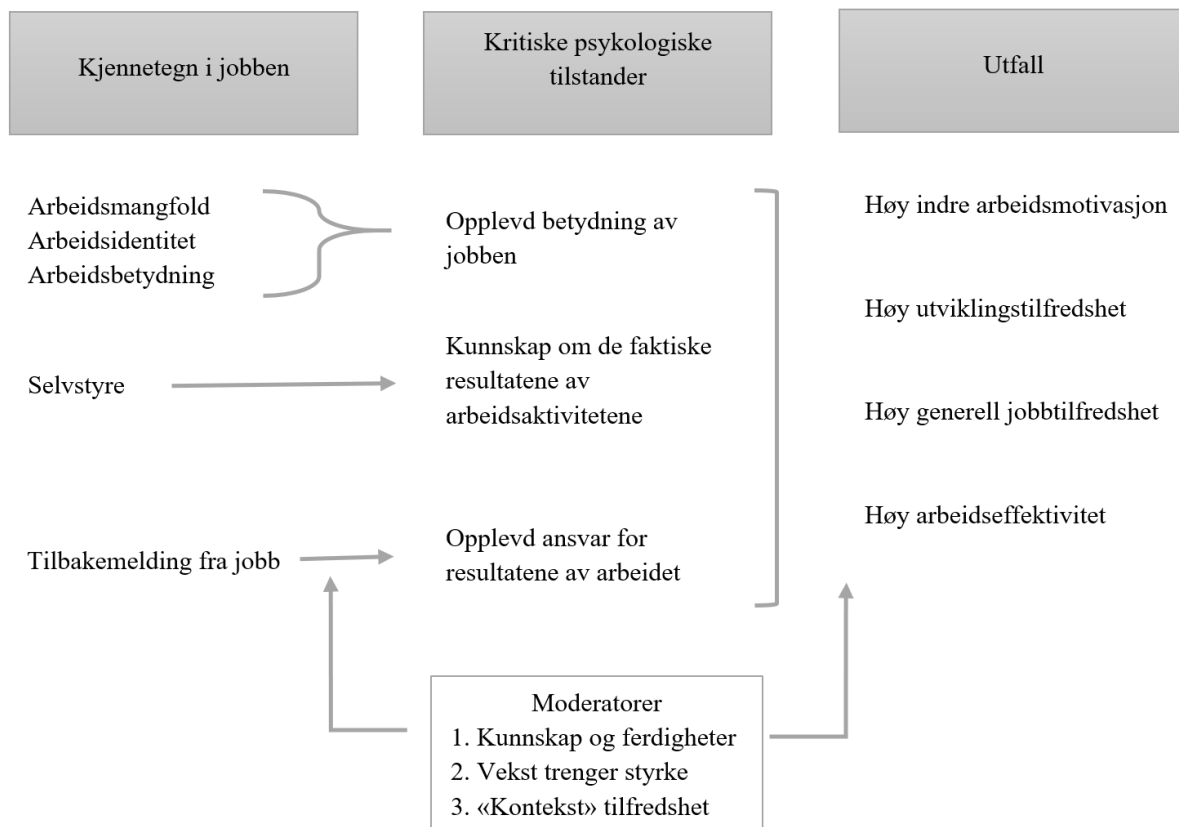 Kjennetegn i jobben
Kritiske psykologiske
tilstander
Utfall
Arbeidsmangfold
Arbeidsidentitet
Arbeidsbetydning
Opplevd betydning av
jobben
Høy indre arbeidsmotivasjon
Høy utviklingstilfredshet
Selvstyre
Kunnskap om de faktiske
resultatene av
arbeidsaktivitetene
Høy generell jobbtilfredshet
Høy arbeidseffektivitet
Tilbakemelding fra jobb
Opplevd ansvar for
resultatene av arbeidet
Moderatorer
1. Kunnskap og ferdigheter
2. Vekst trenger styrke
3. «Kontekst» tilfredshet